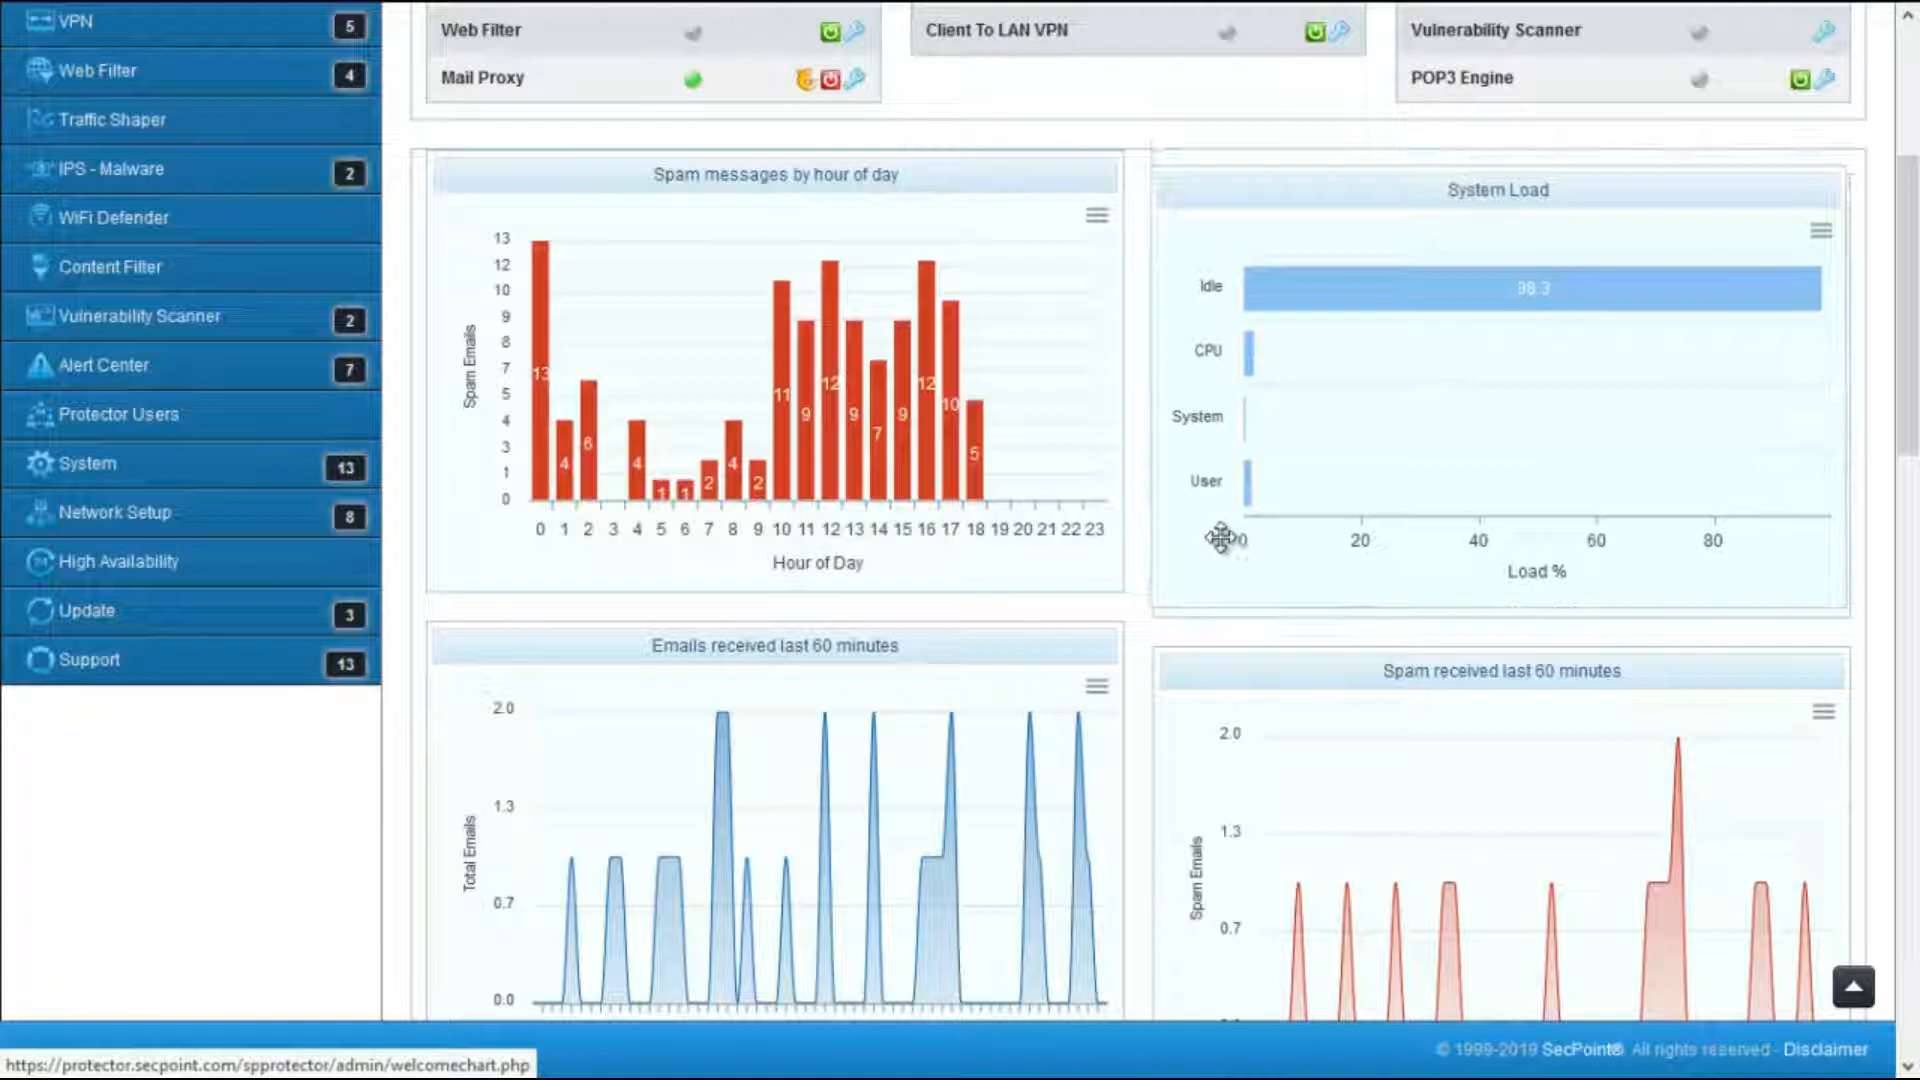 VPN 5
Web Filter 4
Traffic Shaper
IPS - Malware 2
WiFi Defender
Content Filter
Vulnerability Scanner 2
Alert Center 7
Protector Users
System 13
Network Setup 8
High Availability
Update 3
Support 13
Web Filter
Mail Proxy
Client To LAN VPN
Vulnerability Scanner
POP3 Engine
Spam messages by hour of day
13
12
10
9
8
7
5
4
3
1
0
Spam Emails
13 4 6 4 1 1 2 4 2 11 9 12 9 7 9 12 10 5
0 1 2 3 4 5 6 7 8 9 10 11 12 13 14 15 16 17 18 19 20 21 22 23
Hour of Day
System Load
Idle 98.3
CPU
System
User
0 20 40 60 80
Load %
Emails received last 60 minutes
2.0
1.3
0.7
0.0
Total Emails
Spam received last 60 minutes
2.0
1.3
0.7
Spam Emails
© 1999-2019 SecPoint® All rights reserved - Disclaimer
https://protector.secpoint.com/spprotector/admin/welcomechart.php